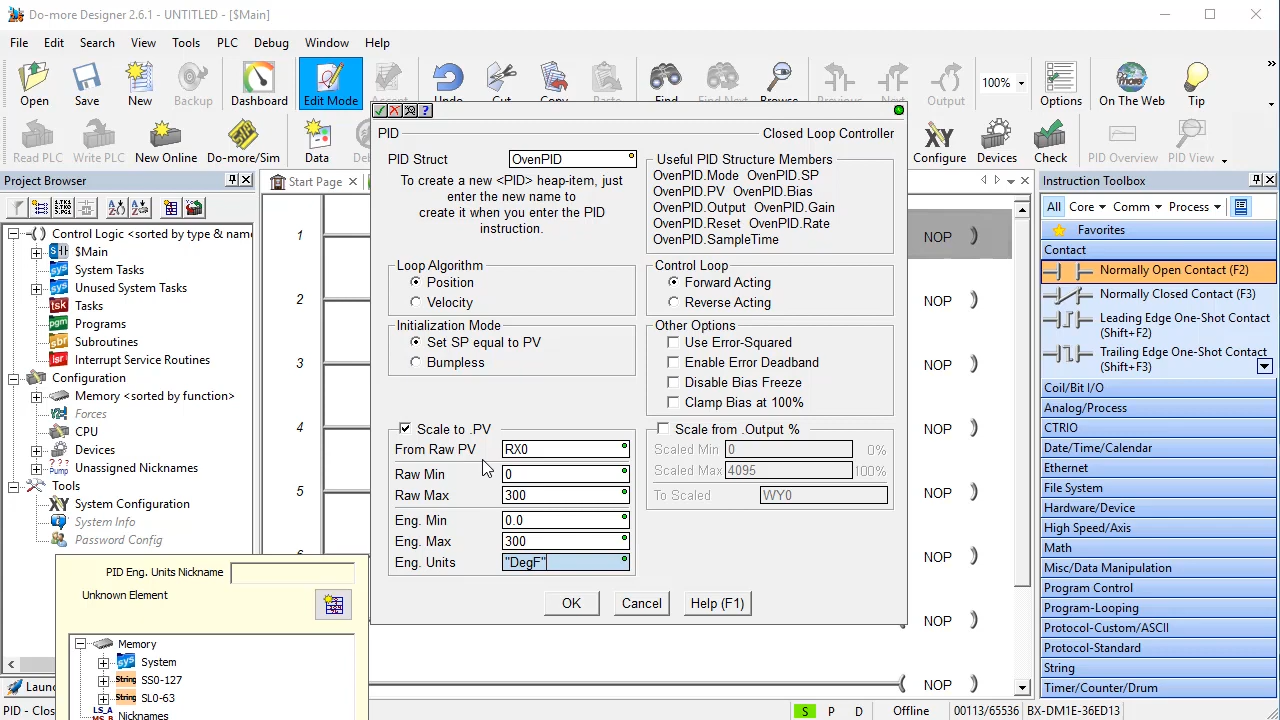 Do-more Designer 2.6.1 - UNTITLED - [$Main]
File Edit Search View Tools PLC Debug Window Help
Open Save New Backup Dashboard Edit Mode Accept Undo Cut Copy Paste Find Find Next Browse Previous Next Output 100% Options On The Web Tip
Read PLC Write PLC New Online Do-more/Sim Data Configure Devices Check PID Overview PID View
Project Browser
Start Page
Control Logic <sorted by type & name
$Main
System Tasks
Unused System Tasks
Tasks
Programs
Subroutines
Interrupt Service Routines
Configuration
Memory <sorted by function>
Forces
CPU
Devices
Unassigned Nicknames
Tools
System Configuration
System Info
Password Config
PID Eng. Units Nickname
Unknown Element
Memory
System
SS0-127
SL0-63
Nicknames
1
2
3
4
5
6
NOP
NOP
NOP
NOP
NOP
NOP
NOP
NOP
PID
Closed Loop Controller
PID Struct OvenPID
To create a new <PID> heap-item, just
enter the new name to
create it when you enter the PID
instruction.
Useful PID Structure Members
OvenPID.Mode OvenPID.SP
OvenPID.PV OvenPID.Bias
OvenPID.Output OvenPID.Gain
OvenPID.Reset OvenPID.Rate
OvenPID.SampleTime
Loop Algorithm
Position
Velocity
Control Loop
Forward Acting
Reverse Acting
Initialization Mode
Set SP equal to PV
Bumpless
Other Options
Use Error-Squared
Enable Error Deadband
Disable Bias Freeze
Clamp Bias at 100%
Scale to .PV
From Raw PV RX0
Raw Min 0
Raw Max 300
Eng. Min 0.0
Eng. Max 300
Eng. Units "DegF"
Scale from .Output %
Scaled Min 0 0%
Scaled Max 4095 100%
To Scaled WY0
OK Cancel Help (F1)
Instruction Toolbox
All Core Comm Process
Favorites
Contact
Normally Open Contact (F2)
Normally Closed Contact (F3)
Leading Edge One-Shot Contact
(Shift+F2)
Trailing Edge One-Shot Contact
(Shift+F3)
Coil/Bit I/O
Analog/Process
CTRIO
Date/Time/Calendar
Ethernet
File System
Hardware/Device
High Speed/Axis
Math
Misc/Data Manipulation
Program Control
Program-Looping
Protocol-Custom/ASCII
Protocol-Standard
String
Timer/Counter/Drum
PID - Clos
S P D Offline 00113/65536 BX-DM1E-36ED13